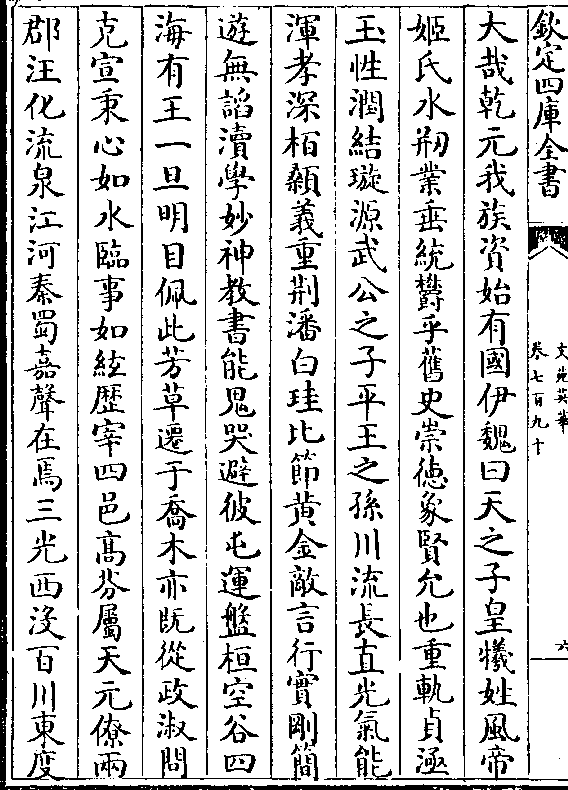 欽定四庫全書
文苑英華
卷七百九十
六
大哉乾元我族資始有國伊魏曰天之子皇犧姓風帝
姬氏水刱業垂統欝乎舊史崇徳象賢允也重軌貞涵
玉性潤結璇源武公之子平王之孫川流長直光氣能
渾孝深栢顙義重荆潘白珪比節黄金敵言行實剛簡
遊無謟瀆學妙神教書能鬼哭避彼屯運盤桓空谷四
海有王一旦明目佩此芳草遷于喬木亦既從政淑問
克宣秉心如水臨事如絃歴宰四邑髙芬屬天元僚兩
郡汪化流泉江河秦蜀嘉聲在焉三光西没百川東度